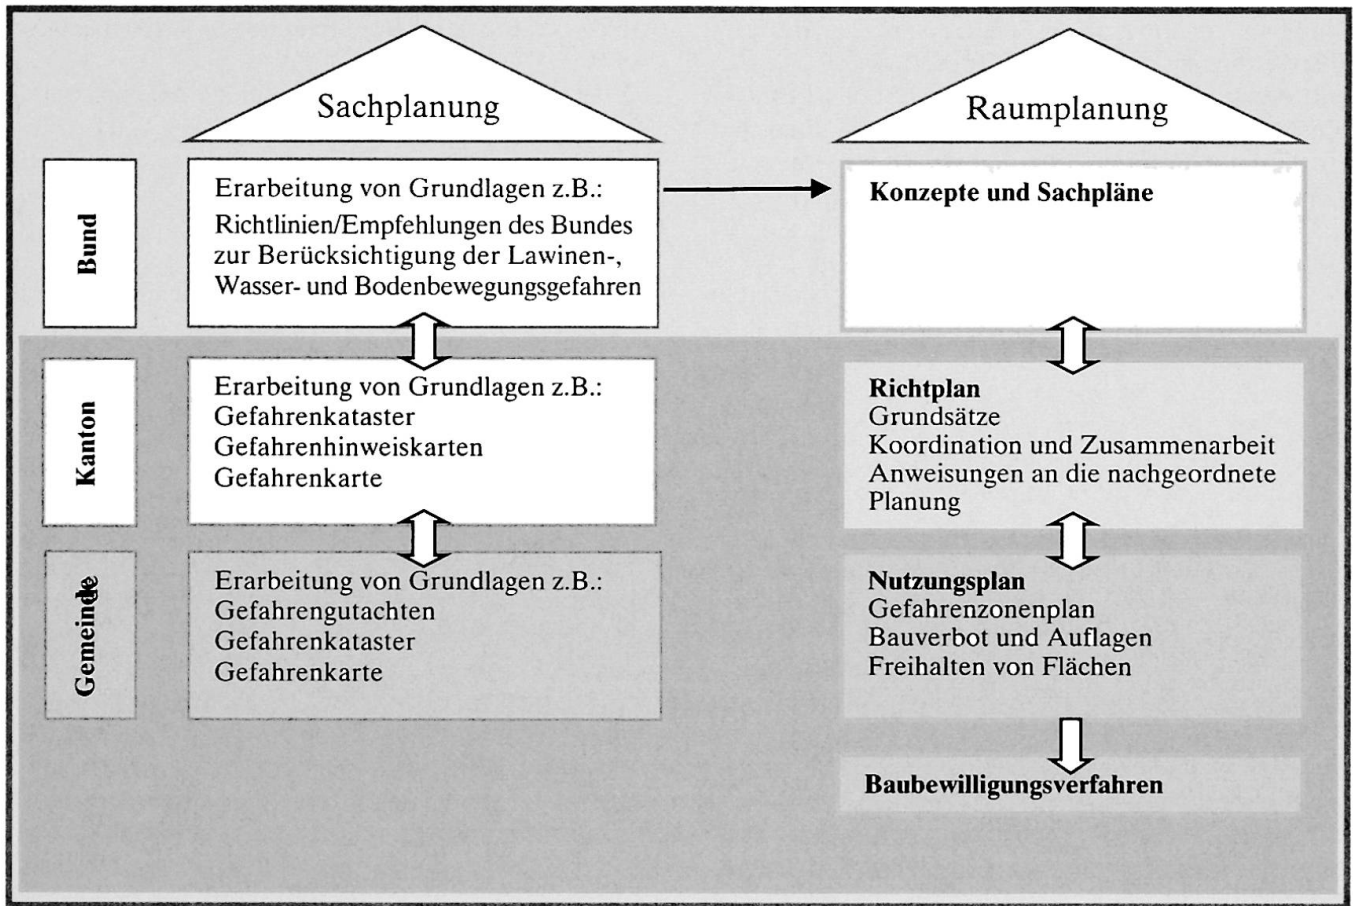 Sachplanung
Raumplanung
Bund
Erarbeitung von Grundlagen z.B.:
Richtlinien/Empfehlungen des Bundes
zur Berücksichtigung der Lawinen-,
Wasser- und Bodenbewegungsgefahren
Konzepte und Sachpläne
Kanton
Erarbeitung von Grundlagen z.B.:
Gefahrenkataster
Gefahrenhinweiskarten
Gefahrenkarte
Richtplan
Grundsätze
Koordination und Zusammenarbeit
Anweisungen an die nachgeordnete
Planung
Gemeinde
Erarbeitung von Grundlagen z.B.:
Gefahrengutachten
Gefahrenkataster
Gefahrenkarte
Nutzungsplan
Gefahrenzonenplan
Bauverbot und Auflagen
Freihalten von Flächen
Baubewilligungsverfahren